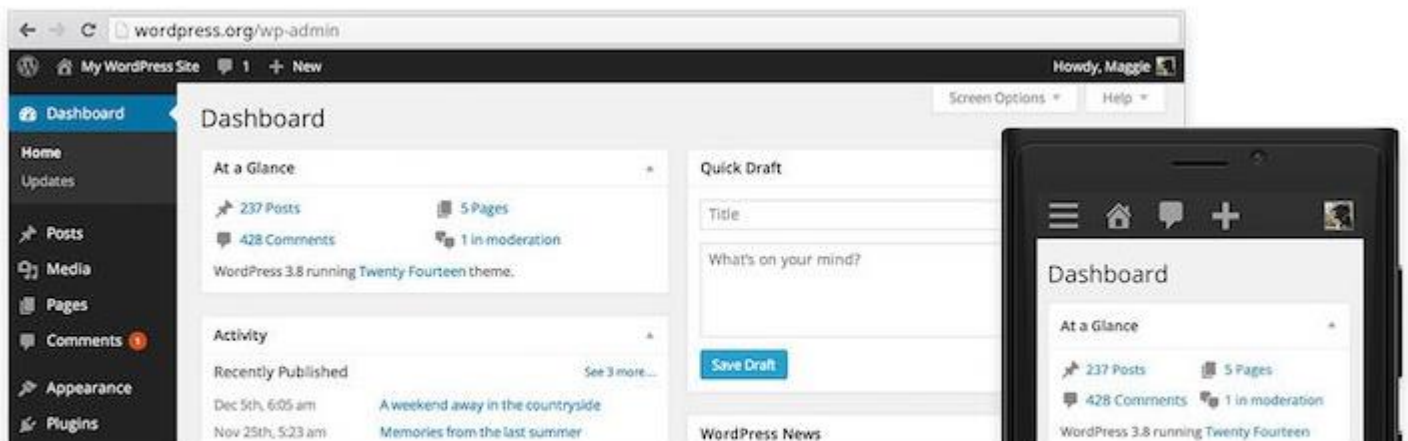 wordpress.org/wp-admin
My WordPress Site 1 + New Howdy, Maggie
Screen Options Help
Dashboard
Home
Updates
Posts
Media
Pages
Comments 1
Appearance
Plugins
Dashboard
At a Glance
237 Posts 5 Pages
428 Comments 1 in moderation
WordPress 3.8 running Twenty Fourteen theme.
Activity
Recently Published See 3 more...
Dec 5th, 6:05 am A weekend away in the countryside
Nov 25th, 5:23 am Memories from the last summer
Quick Draft
Title
What's on your mind?
Save Draft
WordPress News
Dashboard
At a Glance
237 Posts 5 Pages
428 Comments 1 in moderation
WordPress 3.8 running Twenty Fourteen